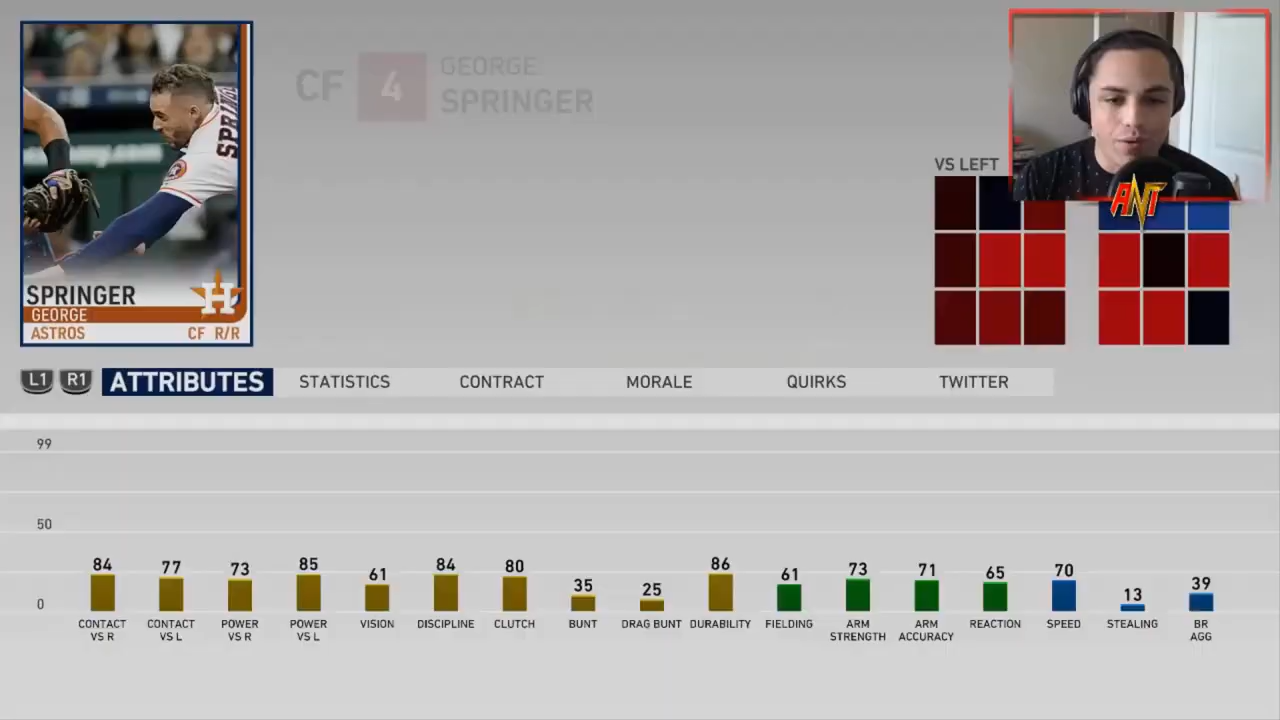 CF 4 GEORGE
SPRINGER
SPRINGER
H
SPRINGER
GEORGE
ASTROS CF R/R
VS LEFT
ANT
L1 R1 ATTRIBUTES STATISTICS CONTRACT MORALE QUIRKS TWITTER
99
50
0
84 77 73 85 61 84 80 35 25 86 61 73 71 65 70 13 39
CONTACT VS R CONTACT VS L POWER VS R POWER VS L VISION DISCIPLINE CLUTCH BUNT DRAG BUNT DURABILITY FIELDING ARM STRENGTH ARM ACCURACY REACTION SPEED STEALING BR AGG